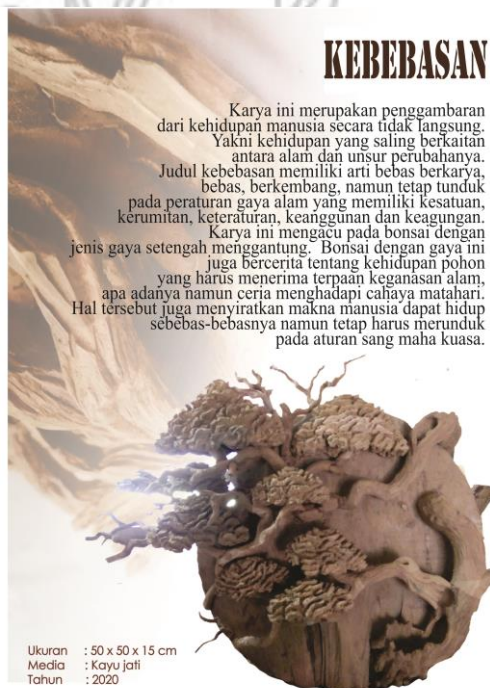 KEBEBASAN
Karya ini merupakan penggambaran
dari kehidupan manusia secara tidak langsung.
Yakni kehidupan yang saling berkaitan
antara alam dan unsur perubahanya.
Judul kebebasan memiliki arti bebas berkarya,
bebas, berkembang, namun tetap tunduk
pada peraturan gaya alam yang memiliki kesatuan,
kerumitan, keteraturan, keanggunan dan keagungan.
Karya ini mengacu pada bonsai dengan
jenis gaya setengah menggantung. Bonsai dengan gaya ini
juga bercerita tentang kehidupan pohon
yang harus menerima terpaan keganasan alam,
apa adanya namun ceria menghadapi cahaya matahari.
Hal tersebut juga menyiratkan makna manusia dapat hidup
sebebas-bebasnya namun tetap harus merunduk
pada aturan sang maha kuasa.
Ukuran : 50 x 50 x 15 cm
Media : Kayu jati
Tahun : 2020